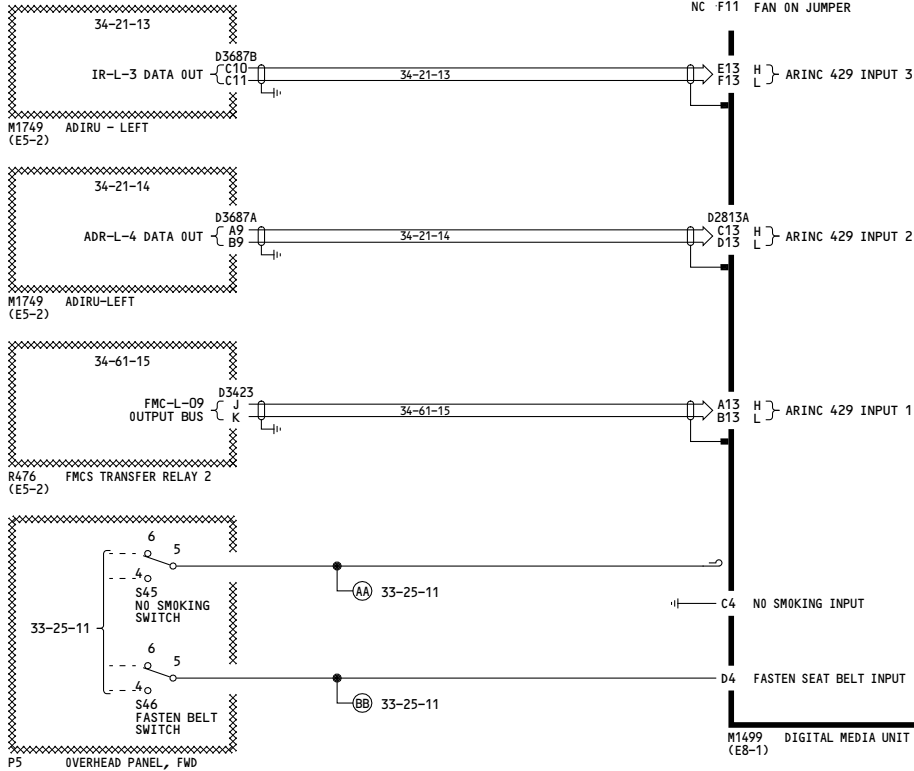 NC F11 FAN ON JUMPER
34-21-13
D3687B
IR-L-3 DATA OUT C10 34-21-13 E13 H ARINC 429 INPUT 3
C11 F13 L
M1749 ADIRU - LEFT
(E5-2)
34-21-14
D3687A D2813A
ADR-L-4 DATA OUT A9 34-21-14 C13 H ARINC 429 INPUT 2
B9 D13 L
M1749 ADIRU-LEFT
(E5-2)
34-61-15
D3423
FMC-L-09 J 34-61-15 A13 H ARINC 429 INPUT 1
OUTPUT BUS K B13 L
R476 FMCS TRANSFER RELAY 2
(E5-2)
6
5
4
AA 33-25-11
S45
NO SMOKING
SWITCH
C4 NO SMOKING INPUT
33-25-11
6
5
D4 FASTEN SEAT BELT INPUT
4
BB 33-25-11
S46
FASTEN BELT
SWITCH
M1499 DIGITAL MEDIA UNIT
(E8-1)
P5 OVERHEAD PANEL, FWD